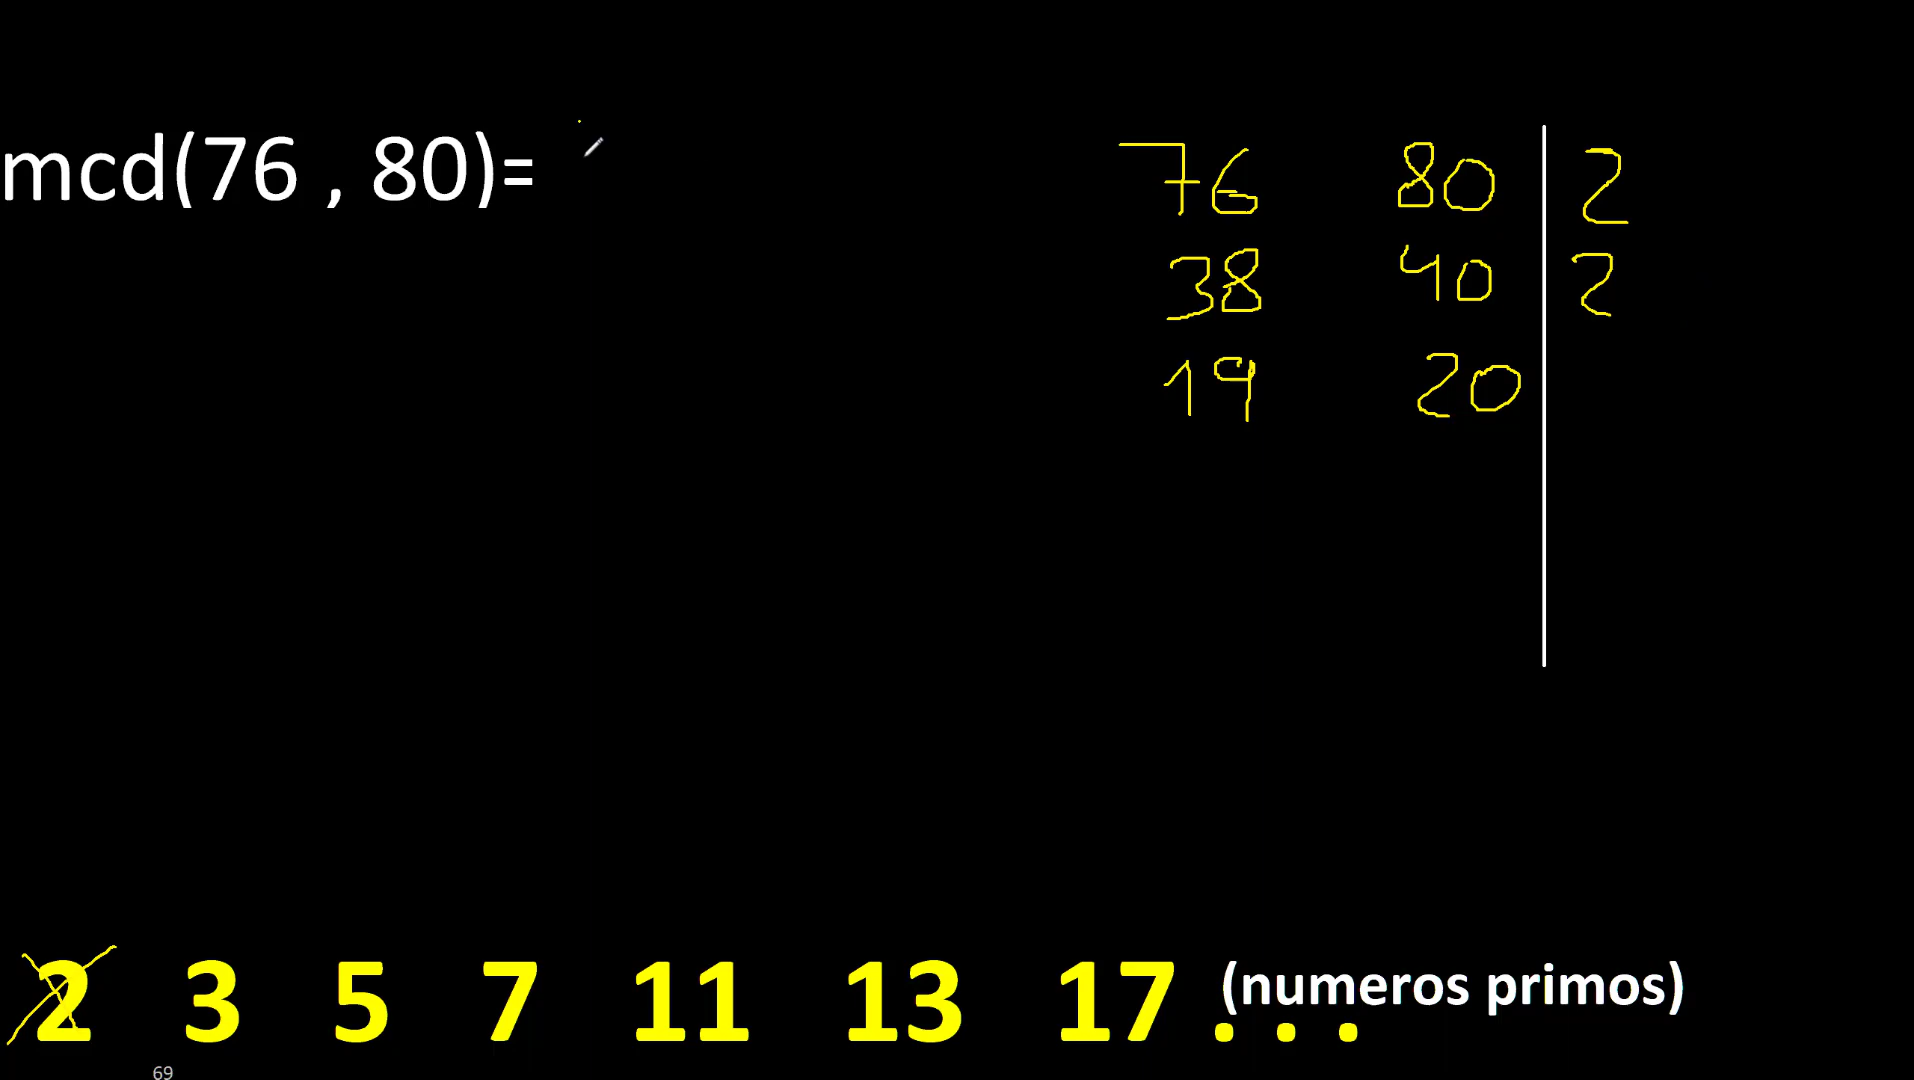 mcd(76 , 80)=
76 80 2
38 40 2
19 20
2 3 5 7 11 13 17 . . . (numeros primos)
69